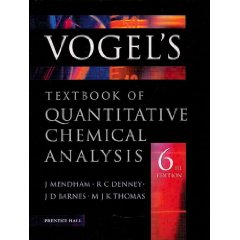 VOGEL'S
TEXTBOOK OF
QUANTITATIVE
CHEMICAL
ANALYSIS
6TH
EDITION
J MENDHAM · R C DENNEY ·
J D BARNES · M J K THOMAS
PRENTICE HALL